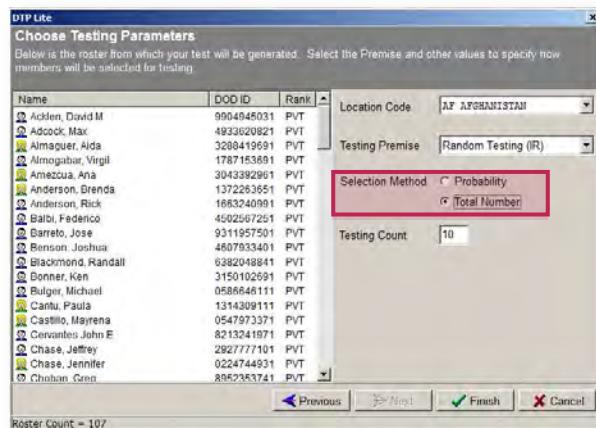 DTP Lite
Choose Testing Parameters
Below is the roster from which your test will be generated. Select the Premise and other values to specify how
members will be selected for testing.
Name DOD ID Rank
Acklen, David M 9904945031 PVT
Adcock, Max 4933620821 PVT
Almaguer, Aida 3288419691 PVT
Almogabar, Virgil 1787153691 PVT
Amezcua, Ana 3043392961 PVT
Anderson, Brenda 1372263651 PVT
Anderson, Rick 1663240991 PVT
Balbi, Federico 4502567251 PVT
Barreto, Jose 9311957501 PVT
Benson, Joshua 4607933401 PVT
Blackmond, Randall 6382048841 PVT
Bonner, Ken 3150102691 PVT
Bulger, Michael 0586646111 PVT
Cantu, Paula 1314309111 PVT
Castillo, Mayrena 0547973371 PVT
Cervantes John E 8213241971 PVT
Chase, Jeffrey 2927777101 PVT
Chase, Jennifer 0224744931 PVT
Choban, Greg 8952353741 PVT
Location Code AF AFGHANISTAN
Testing Premise Random Testing (IR)
Selection Method Probability
Total Number
Testing Count 10
Previous Next Finish Cancel
Roster Count = 107